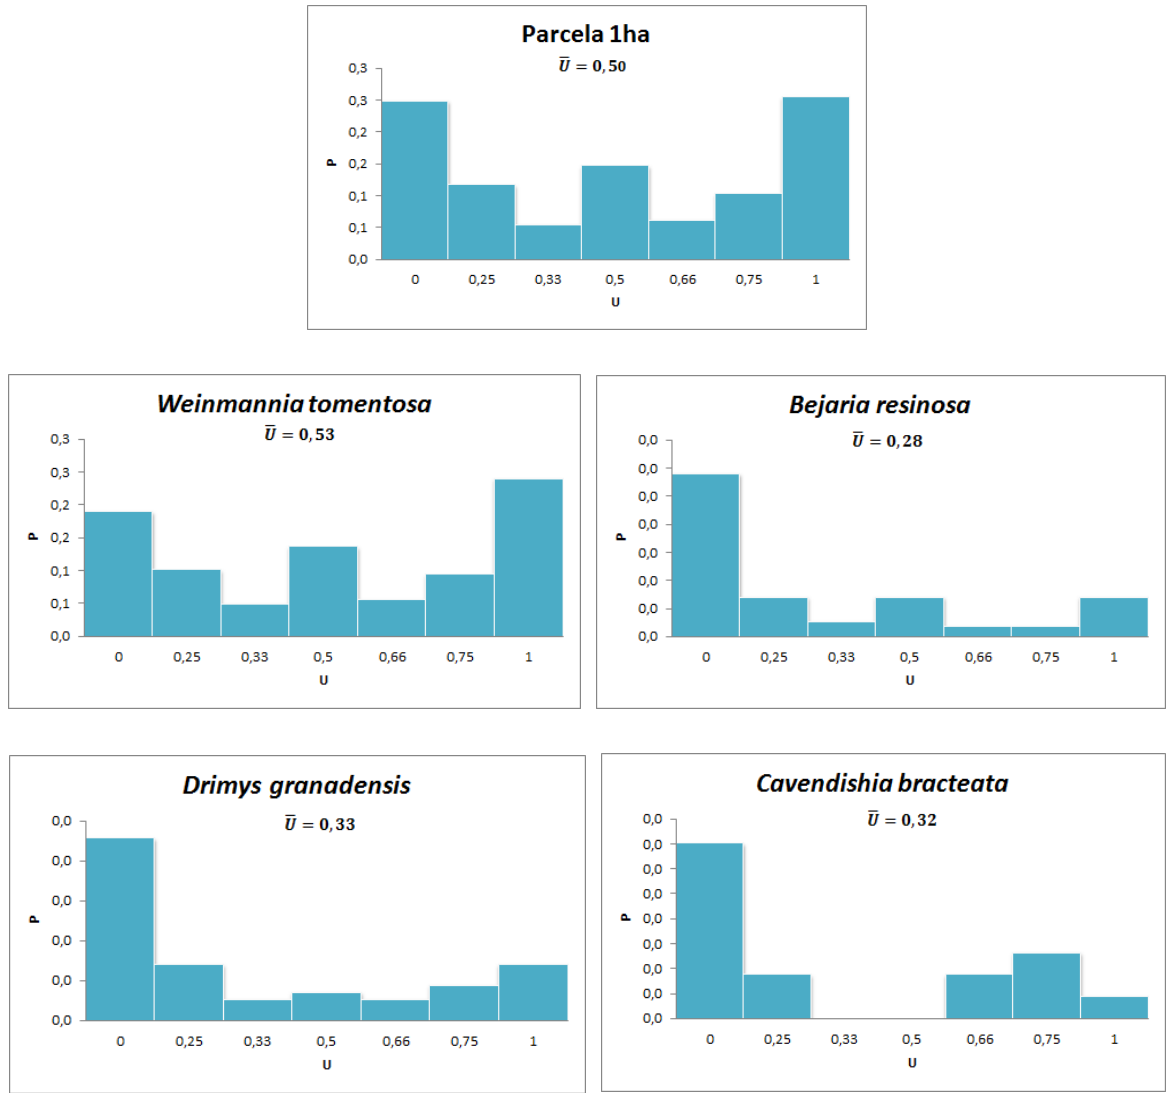 Parcela 1ha
U̅ = 0,50
0,3
0,3
0,2
0,2
0,1
0,1
0,0
P
0 0,25 0,33 0,5 0,66 0,75 1
U
Weinmannia tomentosa
U̅ = 0,53
0,3
0,3
0,2
0,2
0,1
0,1
0,0
P
0 0,25 0,33 0,5 0,66 0,75 1
U
Bejaria resinosa
U̅ = 0,28
0,0
0,0
0,0
0,0
0,0
0,0
0,0
0,0
P
0 0,25 0,33 0,5 0,66 0,75 1
U
Drimys granadensis
U̅ = 0,33
0,0
0,0
0,0
0,0
0,0
0,0
P
0 0,25 0,33 0,5 0,66 0,75 1
U
Cavendishia bracteata
U̅ = 0,32
0,0
0,0
0,0
0,0
0,0
0,0
0,0
0,0
0,0
P
0 0,25 0,33 0,5 0,66 0,75 1
U